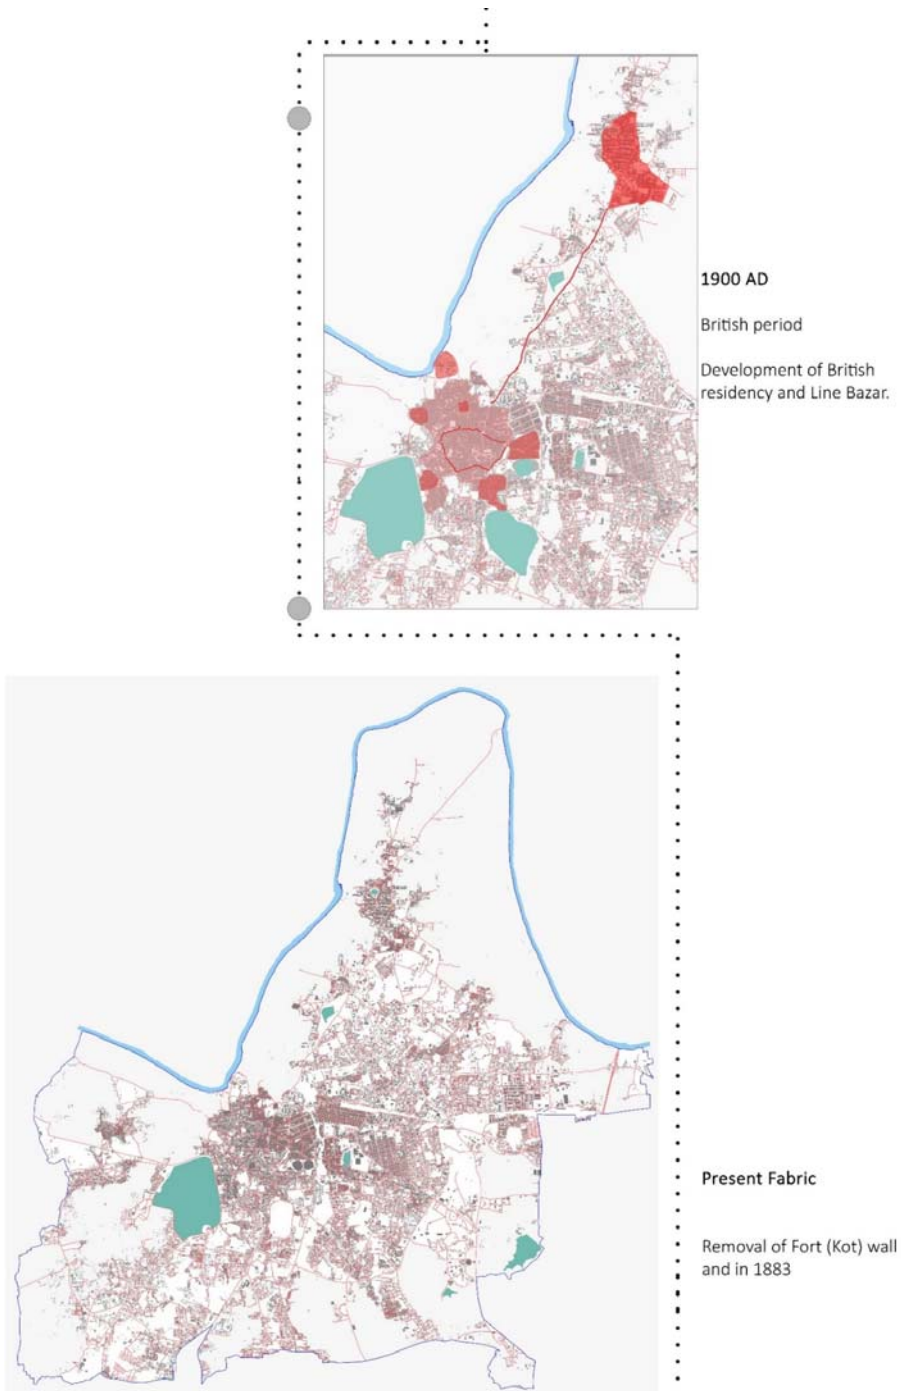 1900 AD
British period
Development of British
residency and Line Bazar.
Present Fabric
Removal of Fort (Kot) wall
and in 1883